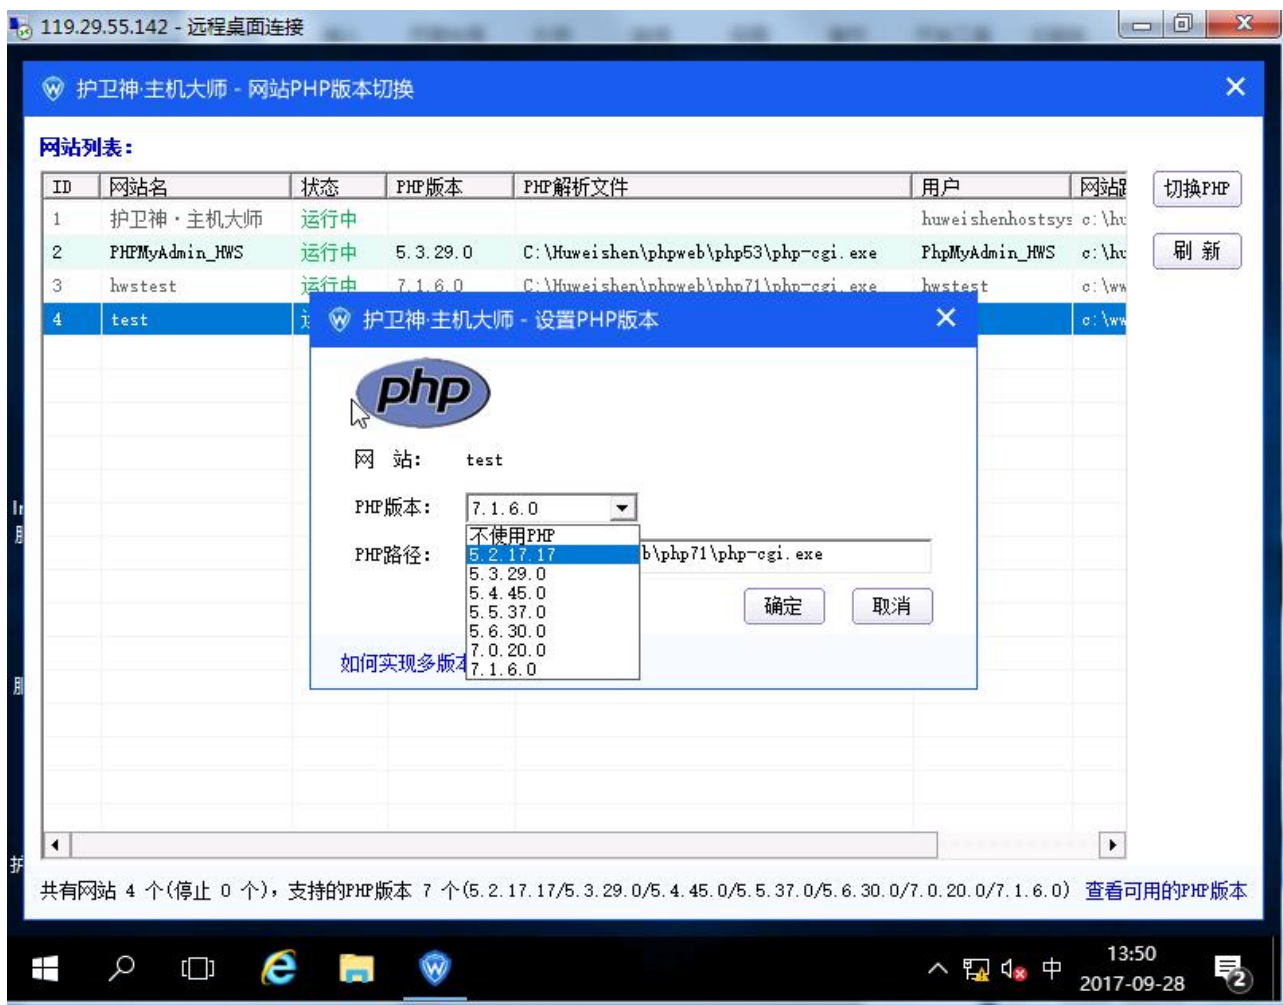 119.29.55.142 - 远程桌面连接
护卫神·主机大师 - 网站PHP版本切换
网站列表:
ID 网站名 状态 PHP版本 PHP解析文件 用户 网站
1 护卫神·主机大师 运行中 huweishenhostsys c:\hu
2 PHPMyAdmin_HWS 运行中 5.3.29.0 C:\Huweishen\phpweb\php53\php-cgi.exe PhpMyAdmin_HWS c:\hu
3 hwstest 运行中 7.1.6.0 C:\Huweishen\phpweb\php71\php-cgi.exe hwstest c:\ww
4 test c:\ww
切换PHP
刷 新
护卫神·主机大师 - 设置PHP版本
php
网 站: test
PHP版本: 7.1.6.0
不使用PHP
PHP路径: b\php71\php-cgi.exe
5.2.17.17
5.3.29.0
5.4.45.0
5.5.37.0
5.6.30.0
7.0.20.0
7.1.6.0
确定 取消
如何实现多版
共有网站 4 个(停止 0 个), 支持的PHP版本 7 个(5.2.17.17/5.3.29.0/5.4.45.0/5.5.37.0/5.6.30.0/7.0.20.0/7.1.6.0) 查看可用的PHP版本
中
13:50
2017-09-28
2